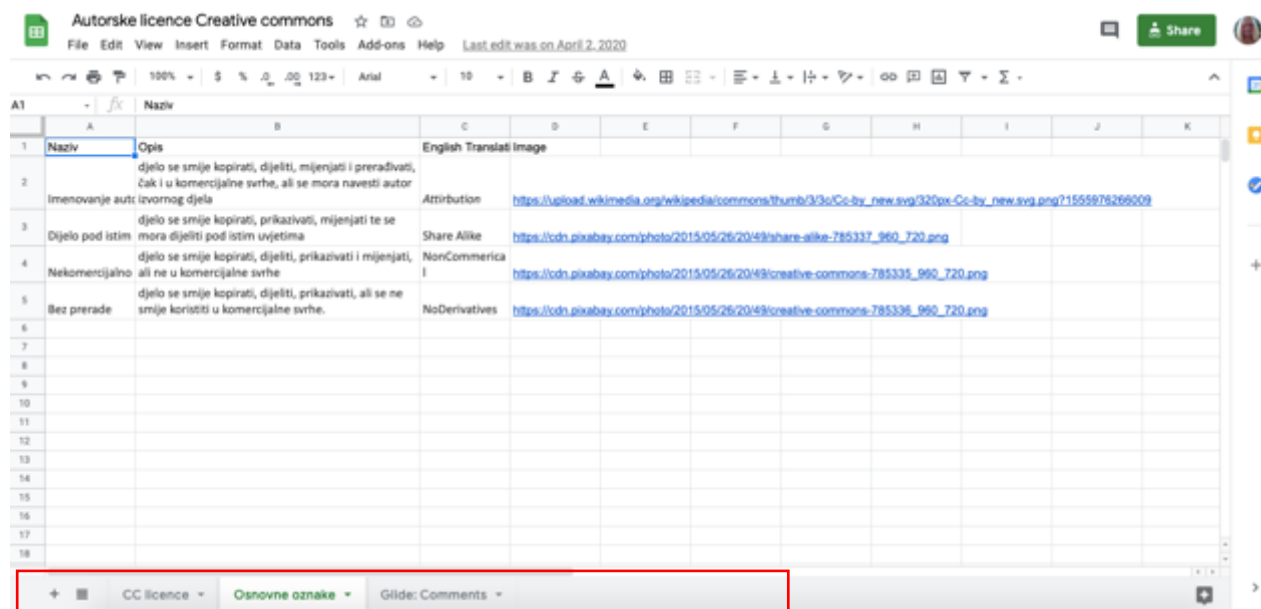 Autorske licence Creative commons
File Edit View Insert Format Data Tools Add-ons Help Last edit was on April 2, 2020
Share
100% $ % .0 .00 123 Arial 10 B I S A
A1 fx Naziv
A B C D E F G H I J K
1 Naziv Opis English Translati Image
djelo se smije kopirati, dijeliti, mijenjati i prerađivati,
čak i u komercijalne svrhe, ali se mora navesti autor
2 Imenovanje auto izvornog djela Attirbution https://upload.wikimedia.org/wikipedia/commons/thumb/3/3c/Cc-by_new.svg/320px-Cc-by_new.svg.png?1555976266009
djelo se smije kopirati, prikazivati, mijenjati te se
3 Dijelo pod istim mora dijeliti pod istim uvjetima Share Alike https://cdn.pixabay.com/photo/2015/05/26/20/49/share-alike-785337_960_720.png
djelo se smije kopirati, dijeliti, prikazivati i mijenjati, NonCommerica
4 Nekomercijalno ali ne u komercijalne svrhe l https://cdn.pixabay.com/photo/2015/05/26/20/49/creative-commons-785335_960_720.png
djelo se smije kopirati, dijeliti, prikazivati, ali se ne
5 Bez prerade smije koristiti u komercijalne svrhe. NoDerivatives https://cdn.pixabay.com/photo/2015/05/26/20/49/creative-commons-785336_960_720.png
6
7
8
9
10
11
12
13
14
15
16
17
18
CC licence Osnovne oznake Glide: Comments